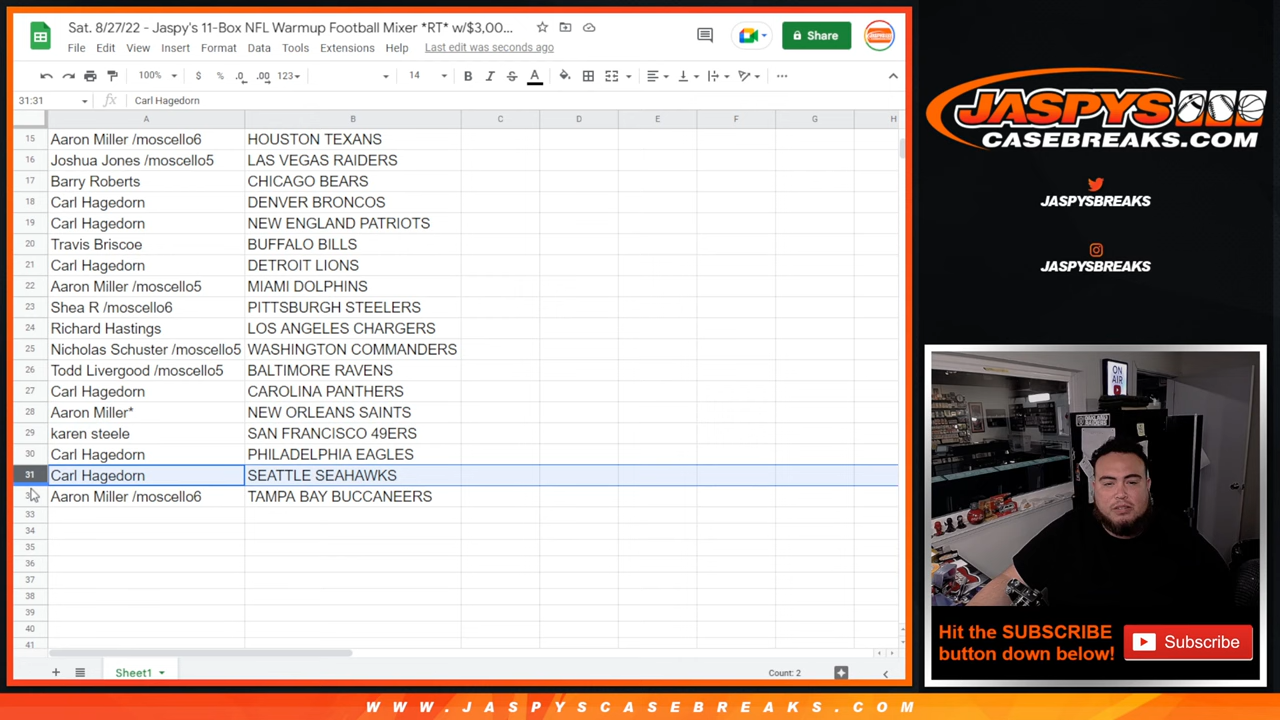 Sat. 8/27/22 - Jaspy's 11-Box NFL Warmup Football Mixer *RT* w/$3,00...
File Edit View Insert Format Data Tools Extensions Help Last edit was seconds ago
Share
100% $ % .0 .00 123 14 B I S A
31:31 fx Carl Hagedorn
A B C D E F G H
15 Aaron Miller /moscello6 HOUSTON TEXANS
16 Joshua Jones /moscello5 LAS VEGAS RAIDERS
17 Barry Roberts CHICAGO BEARS
18 Carl Hagedorn DENVER BRONCOS
19 Carl Hagedorn NEW ENGLAND PATRIOTS
20 Travis Briscoe BUFFALO BILLS
21 Carl Hagedorn DETROIT LIONS
22 Aaron Miller /moscello5 MIAMI DOLPHINS
23 Shea R /moscello6 PITTSBURGH STEELERS
24 Richard Hastings LOS ANGELES CHARGERS
25 Nicholas Schuster /moscello5 WASHINGTON COMMANDERS
26 Todd Livergood /moscello5 BALTIMORE RAVENS
27 Carl Hagedorn CAROLINA PANTHERS
28 Aaron Miller* NEW ORLEANS SAINTS
29 karen steele SAN FRANCISCO 49ERS
30 Carl Hagedorn PHILADELPHIA EAGLES
31 Carl Hagedorn SEATTLE SEAHAWKS
Aaron Miller /moscello6 TAMPA BAY BUCCANEERS
33
34
35
36
37
38
39
40
41
Sheet1
Count: 2
JASPYS
CASEBREAKS.COM
JASPYSBREAKS
JASPYSBREAKS
ON
AIR
Hit the SUBSCRIBE
button down below!
Subscribe
WWW.JASPYSCASEBREAKS.COM